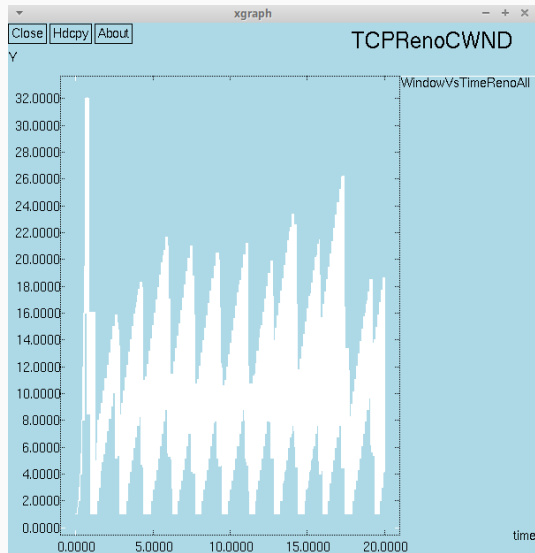 xgraph
Close Hdcpy About
TCPRenoCWND
Y
WindowVsTimeRenoAll
32.0000
30.0000
28.0000
26.0000
24.0000
22.0000
20.0000
18.0000
16.0000
14.0000
12.0000
10.0000
8.0000
6.0000
4.0000
2.0000
0.0000
time
0.0000 5.0000 10.0000 15.0000 20.0000